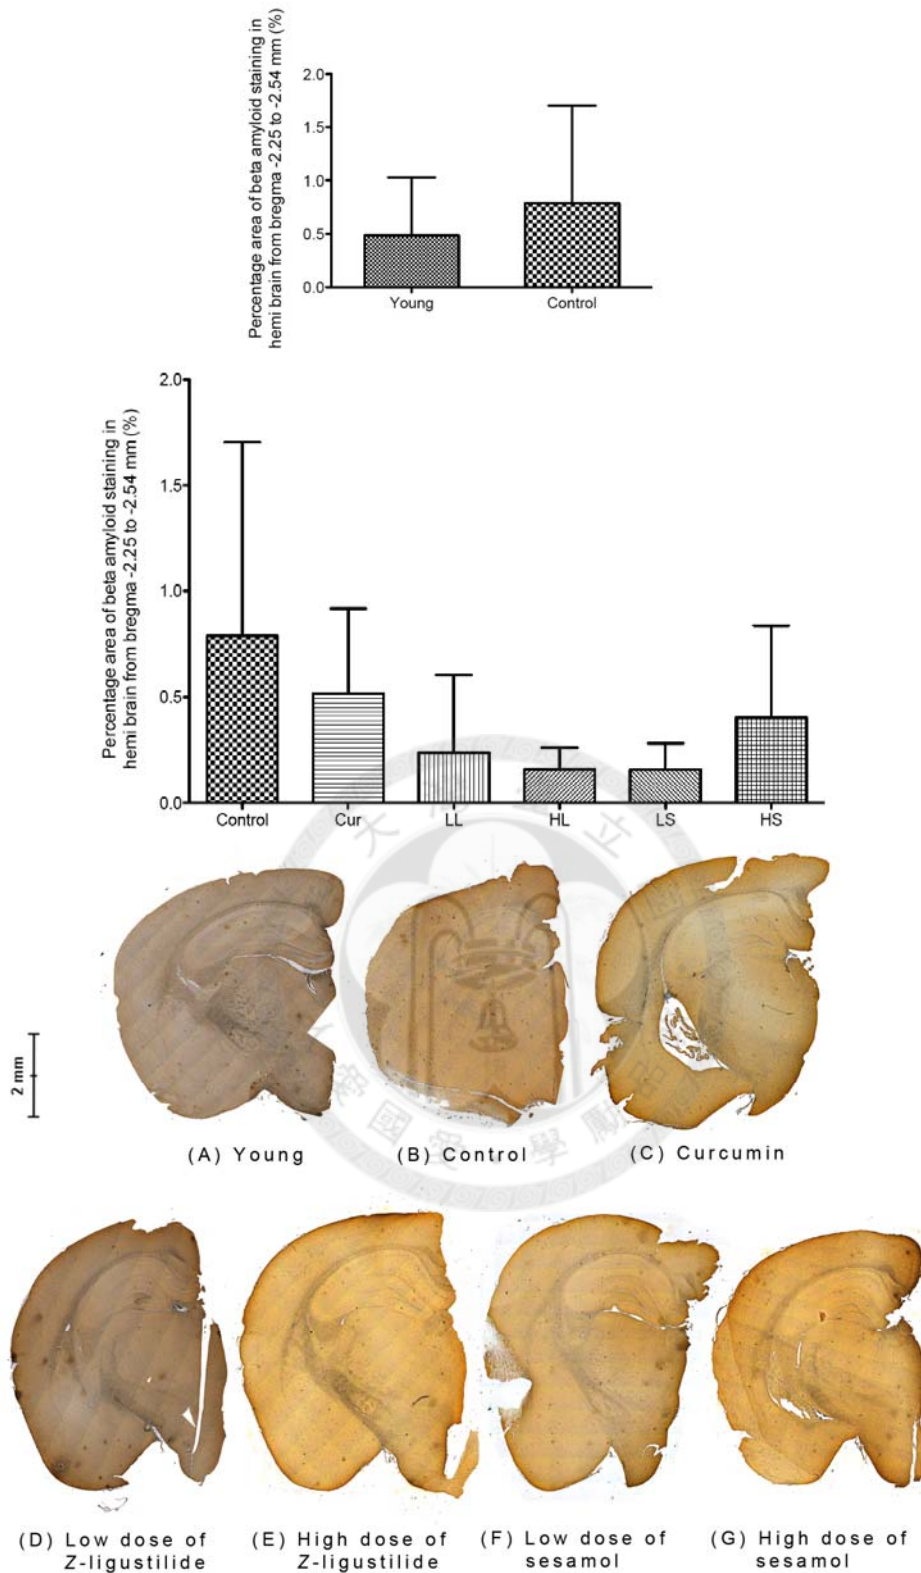 Percentage area of beta amyloid staining in
hemi brain from bregma -2.25 to -2.54 mm (%)
2.0
1.5
1.0
0.5
0.0
Young
Control
Percentage area of beta amyloid staining in
hemi brain from bregma -2.25 to -2.54 mm (%)
2.0
1.5
1.0
0.5
0.0
Control
Cur
LL
HL
LS
HS
2 mm
(A) Young
(B) Control
(C) Curcumin
(D) Low dose of
Z-ligustilide
(E) High dose of
Z-ligustilide
(F) Low dose of
sesamol
(G) High dose of
sesamol